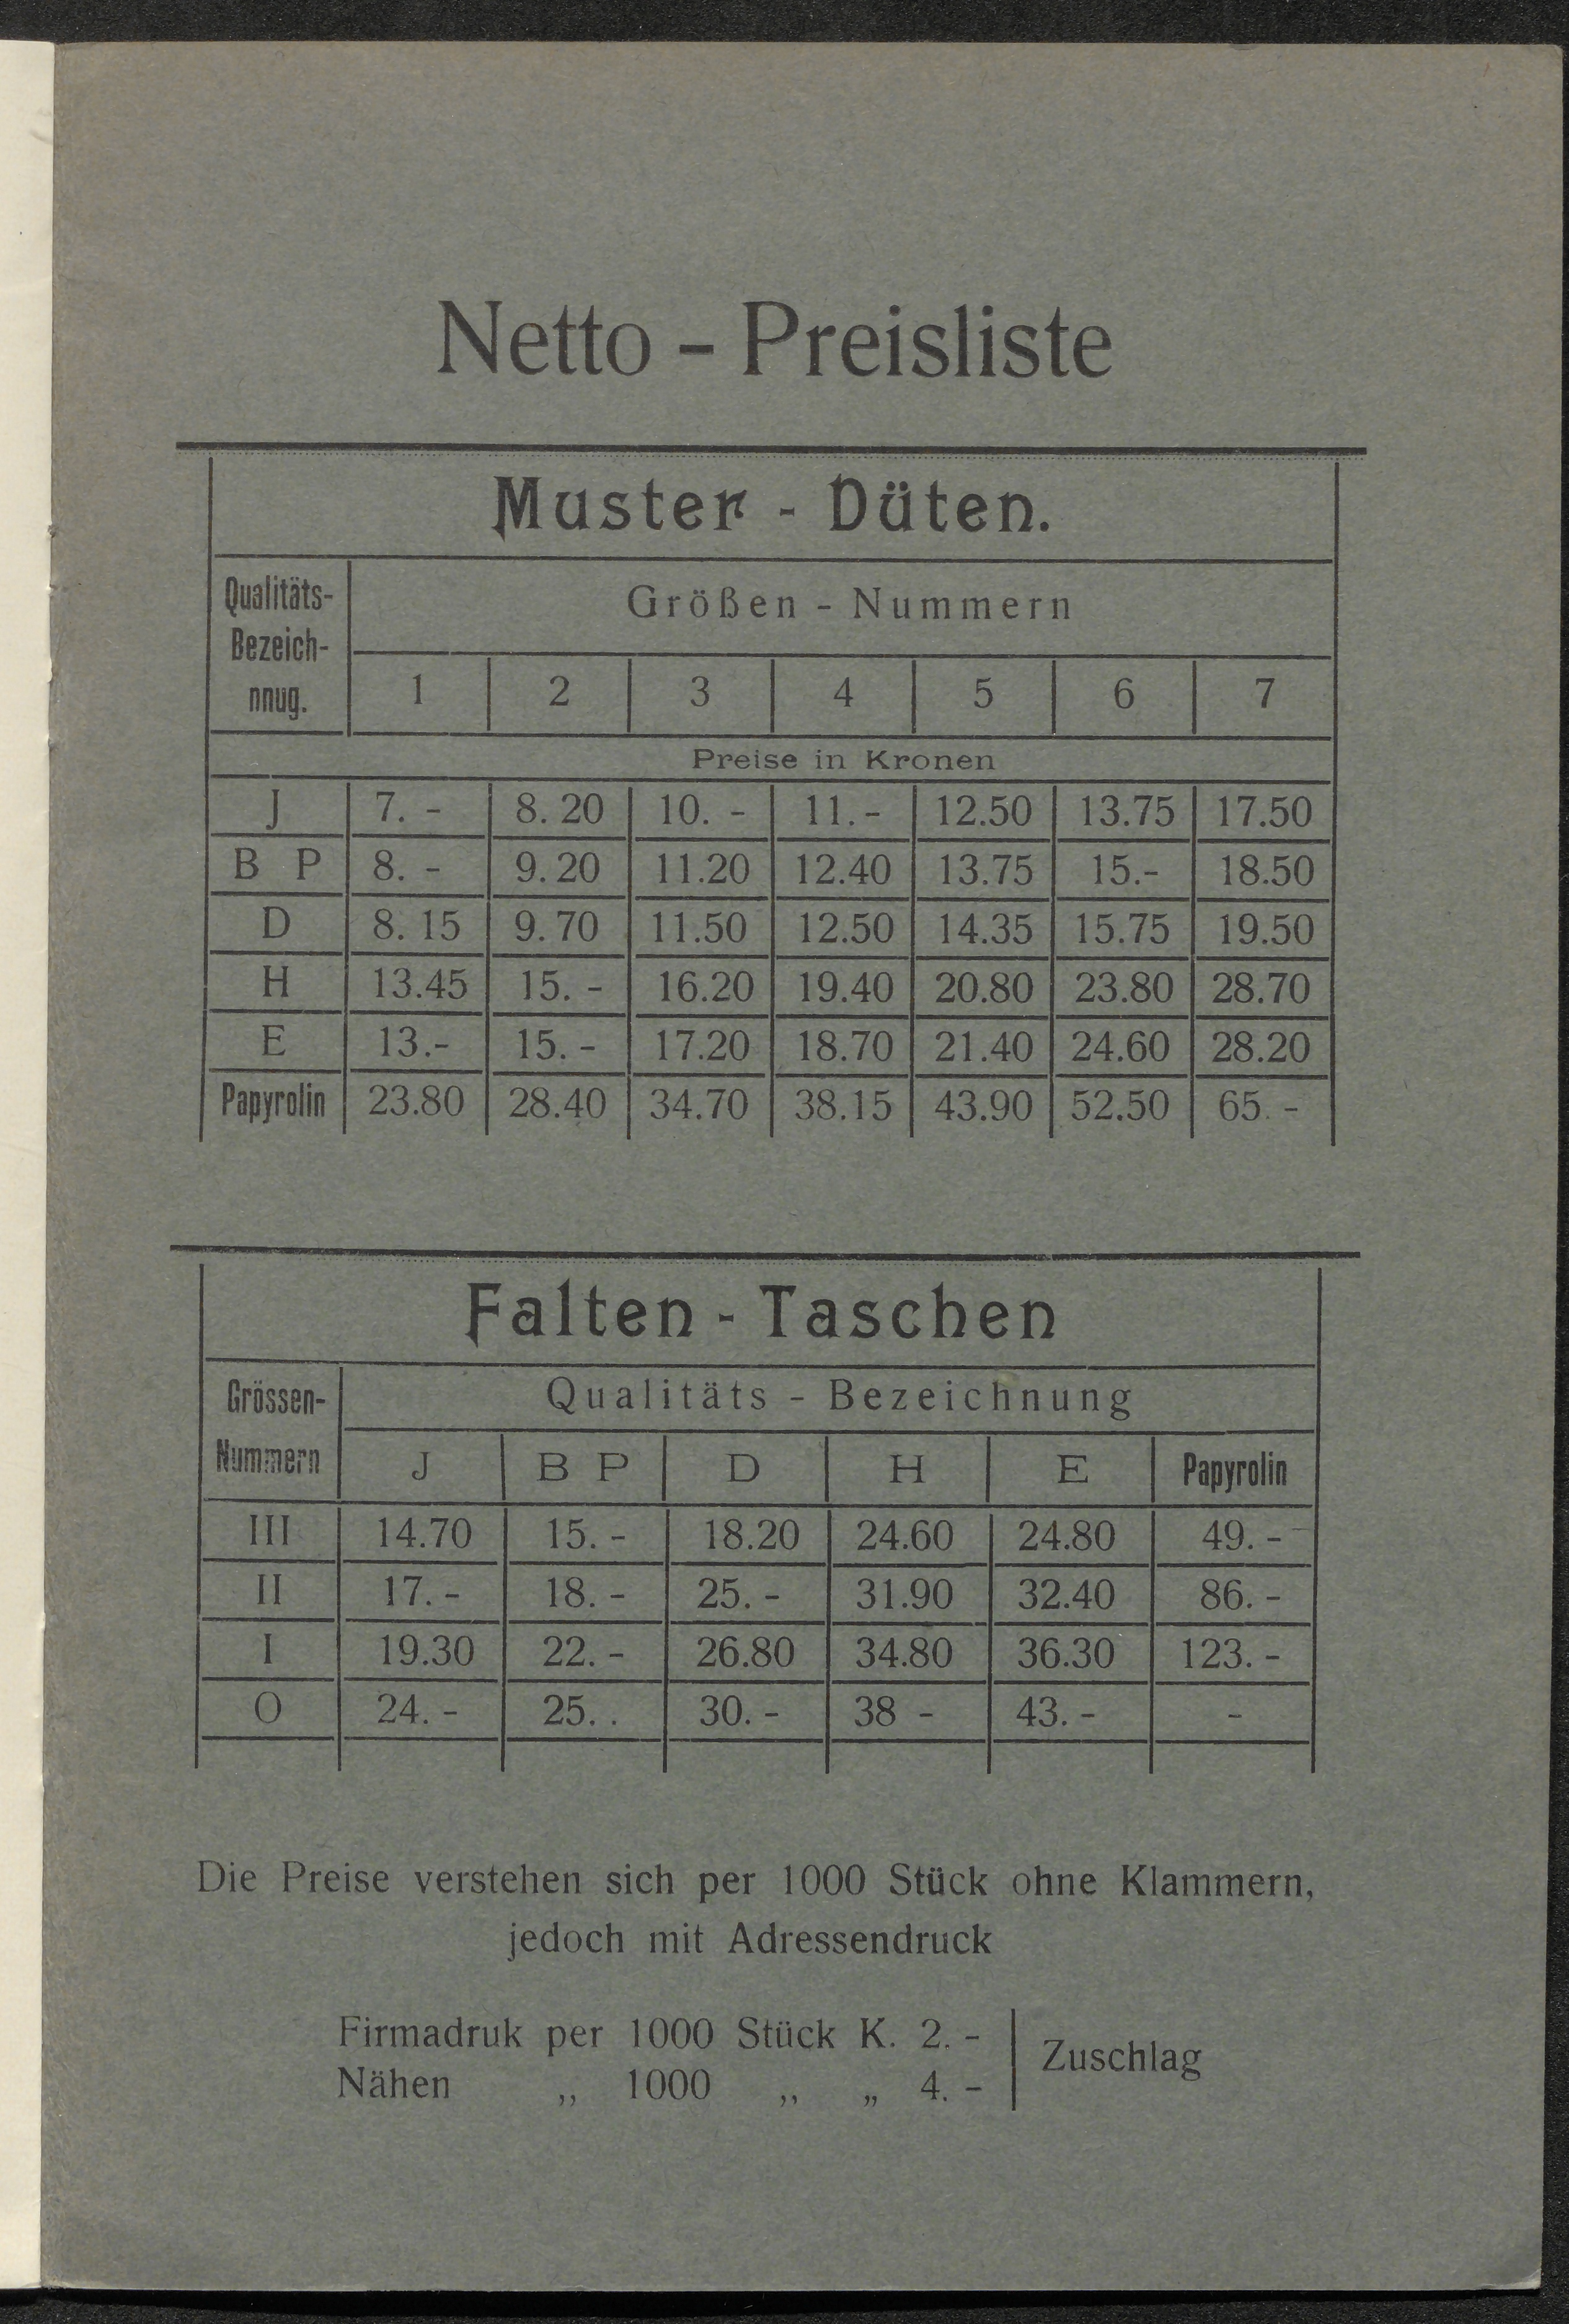 Netto - Preisliste
Muster - Düten.
Qualitäts-
Bezeich-
nnug.
Größen - Nummern
1 2 3 4 5 6 7
Preise in Kronen
J 7. - 8. 20 10. - 11. - 12.50 13.75 17.50
B P 8. - 9. 20 11.20 12.40 13.75 15.- 18.50
D 8. 15 9. 70 11.50 12.50 14.35 15.75 19.50
H 13.45 15. - 16.20 19.40 20.80 23.80 28.70
E 13.- 15. - 17.20 18.70 21.40 24.60 28.20
Papyrolin 23.80 28.40 34.70 38.15 43.90 52.50 65. -
Falten - Taschen
Grössen-
Nummern
Qualitäts - Bezeichnung
J B P D H E Papyrolin
III 14.70 15. - 18.20 24.60 24.80 49. -
II 17. - 18. - 25. - 31.90 32.40 86. -
I 19.30 22. - 26.80 34.80 36.30 123. -
O 24. - 25. . 30. - 38 - 43. - -
Die Preise verstehen sich per 1000 Stück ohne Klammern,
jedoch mit Adressendruck
Firmadruk per 1000 Stück K. 2. -
Nähen ,, 1000 ,, „ 4. -
Zuschlag